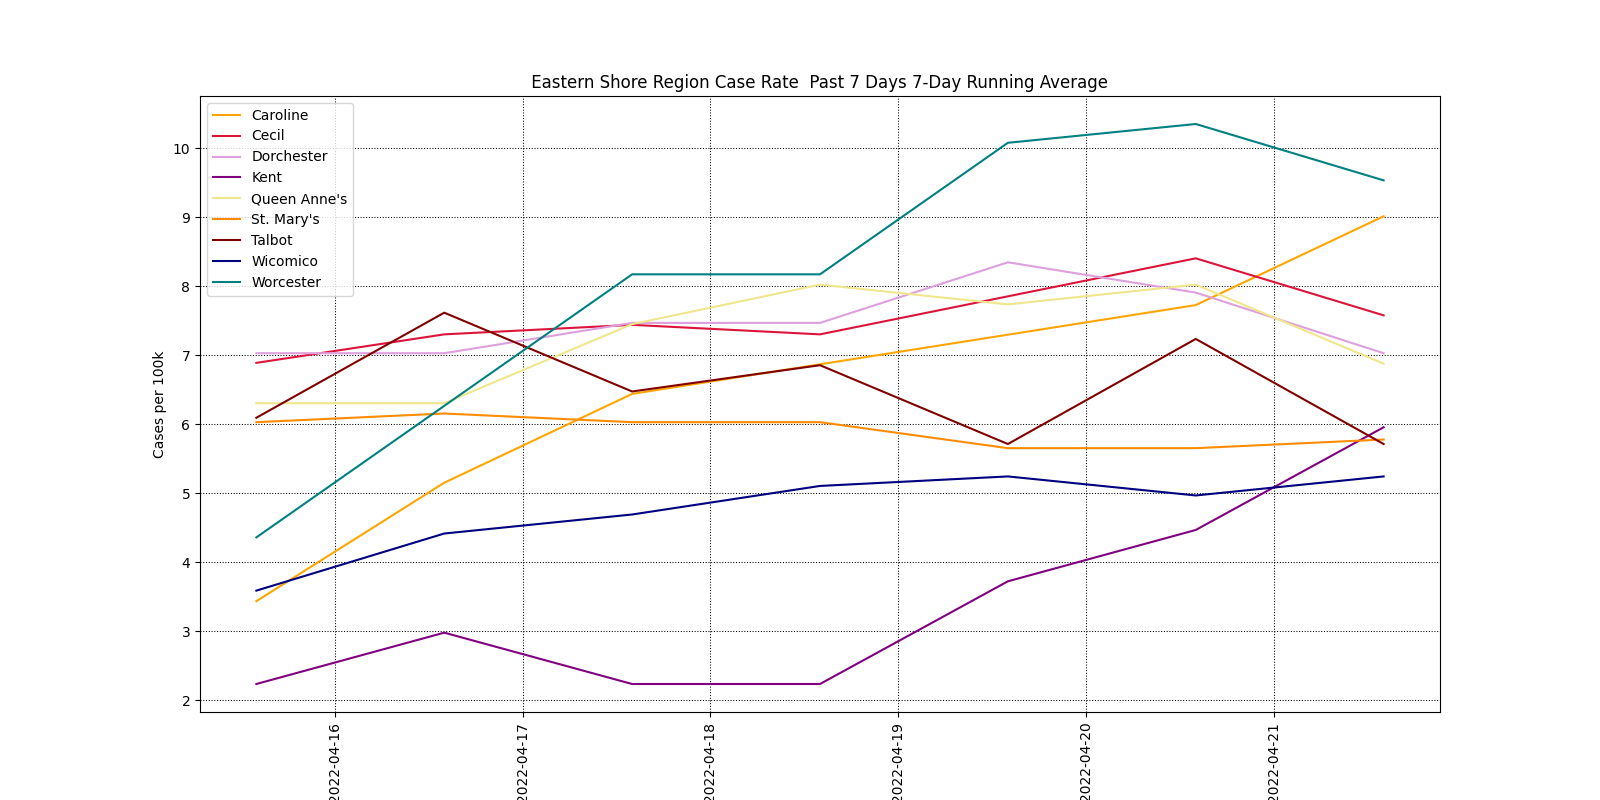 Eastern Shore Region Case Rate  Past 7 Days 7-Day Running Average
Caroline
Cecil
Dorchester
Kent
Queen Anne's
St. Mary's
Talbot
Wicomico
Worcester
Cases per 100k
10
9
8
7
6
5
4
3
2
2022-04-16
2022-04-17
2022-04-18
2022-04-19
2022-04-20
2022-04-21